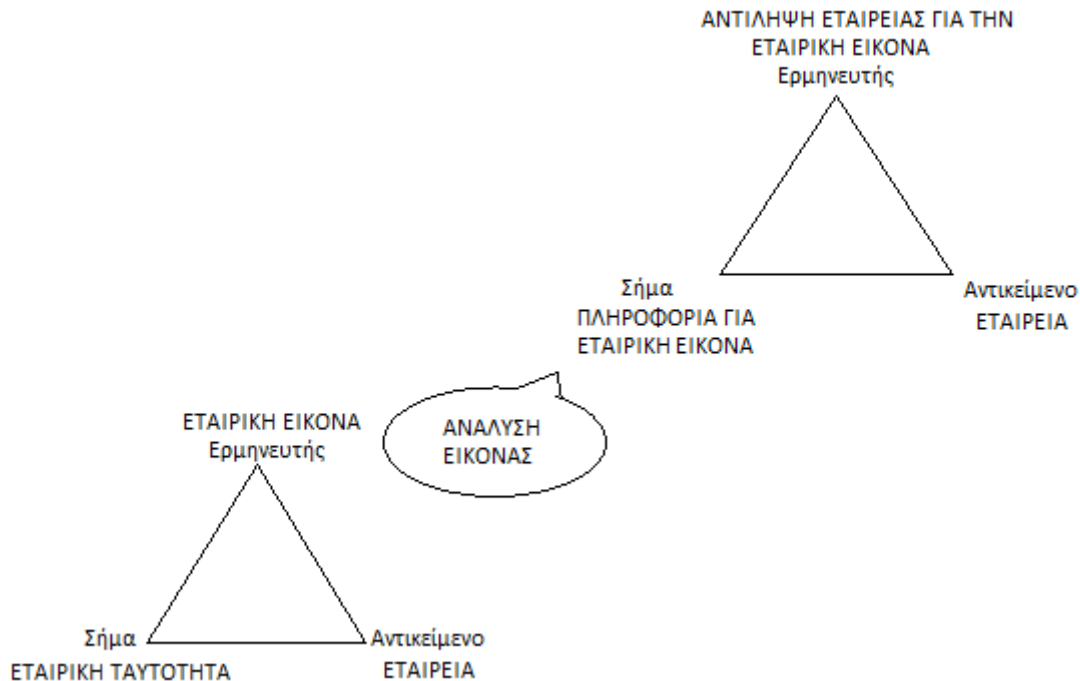 ΑΝΤΙΛΗΨΗ ΕΤΑΙΡΕΙΑΣ ΓΙΑ ΤΗΝ
ΕΤΑΙΡΙΚΗ ΕΙΚΟΝΑ
Ερμηνευτής
Σήμα
ΠΛΗΡΟΦΟΡΙΑ ΓΙΑ
ΕΤΑΙΡΙΚΗ ΕΙΚΟΝΑ
Αντικείμενο
ΕΤΑΙΡΕΙΑ
ΕΤΑΙΡΙΚΗ ΕΙΚΟΝΑ
Ερμηνευτής
ΑΝΑΛΥΣΗ
ΕΙΚΟΝΑΣ
Σήμα
ΕΤΑΙΡΙΚΗ ΤΑΥΤΟΤΗΤΑ
Αντικείμενο
ΕΤΑΙΡΕΙΑ